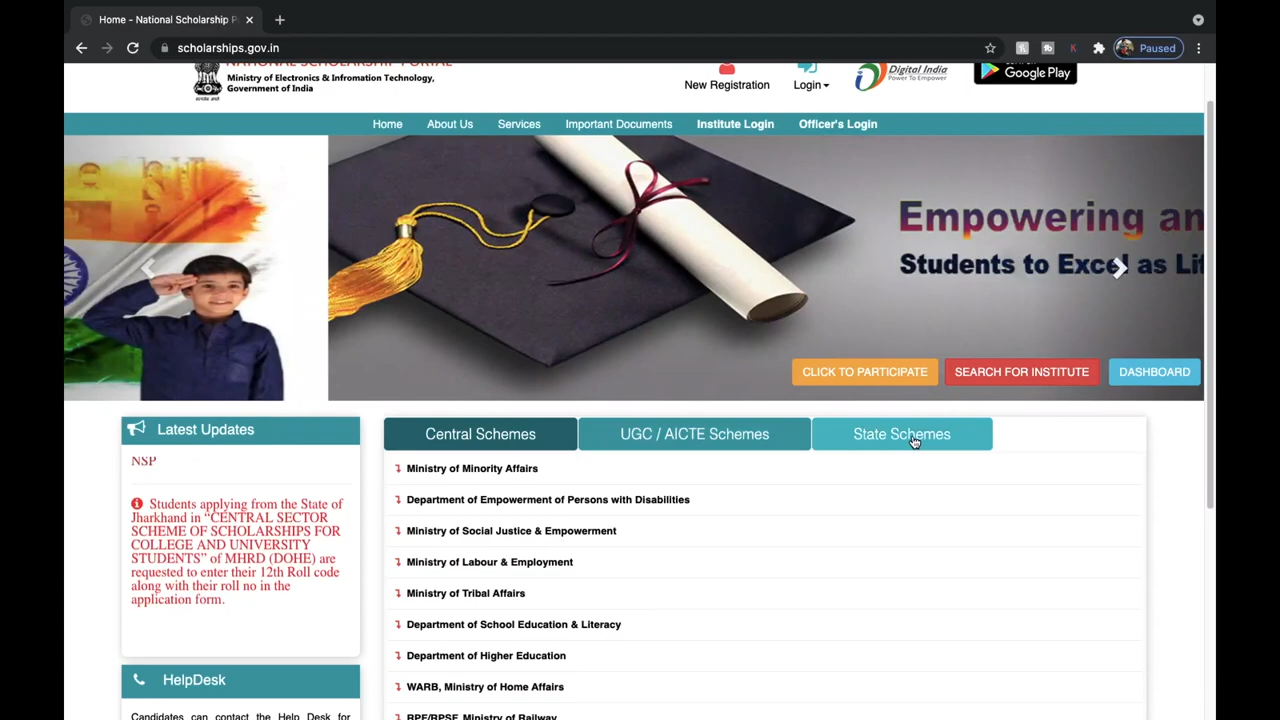 Home - National Scholarship P
scholarships.gov.in
Paused
NATIONAL SCHOLARSHIP PORTAL
Ministry of Electronics & Infromation Technology,
Government of India
New Registration
Login
Digital India
Power To Empower
Google Play
Home About Us Services Important Documents Institute Login Officer's Login
Empowering an
Students to Excel as Lif
CLICK TO PARTICIPATE SEARCH FOR INSTITUTE DASHBOARD
Latest Updates
NSP
Students applying from the State of
Jharkhand in “CENTRAL SECTOR
SCHEME OF SCHOLARSHIPS FOR
COLLEGE AND UNIVERSITY
STUDENTS” of MHRD (DOHE) are
requested to enter their 12th Roll code
along with their roll no in the
application form.
HelpDesk
Candidates can contact the Help Desk for
Central Schemes UGC / AICTE Schemes State Schemes
Ministry of Minority Affairs
Department of Empowerment of Persons with Disabilities
Ministry of Social Justice & Empowerment
Ministry of Labour & Employment
Ministry of Tribal Affairs
Department of School Education & Literacy
Department of Higher Education
WARB, Ministry of Home Affairs
RPF/RPSF, Ministry of Railway